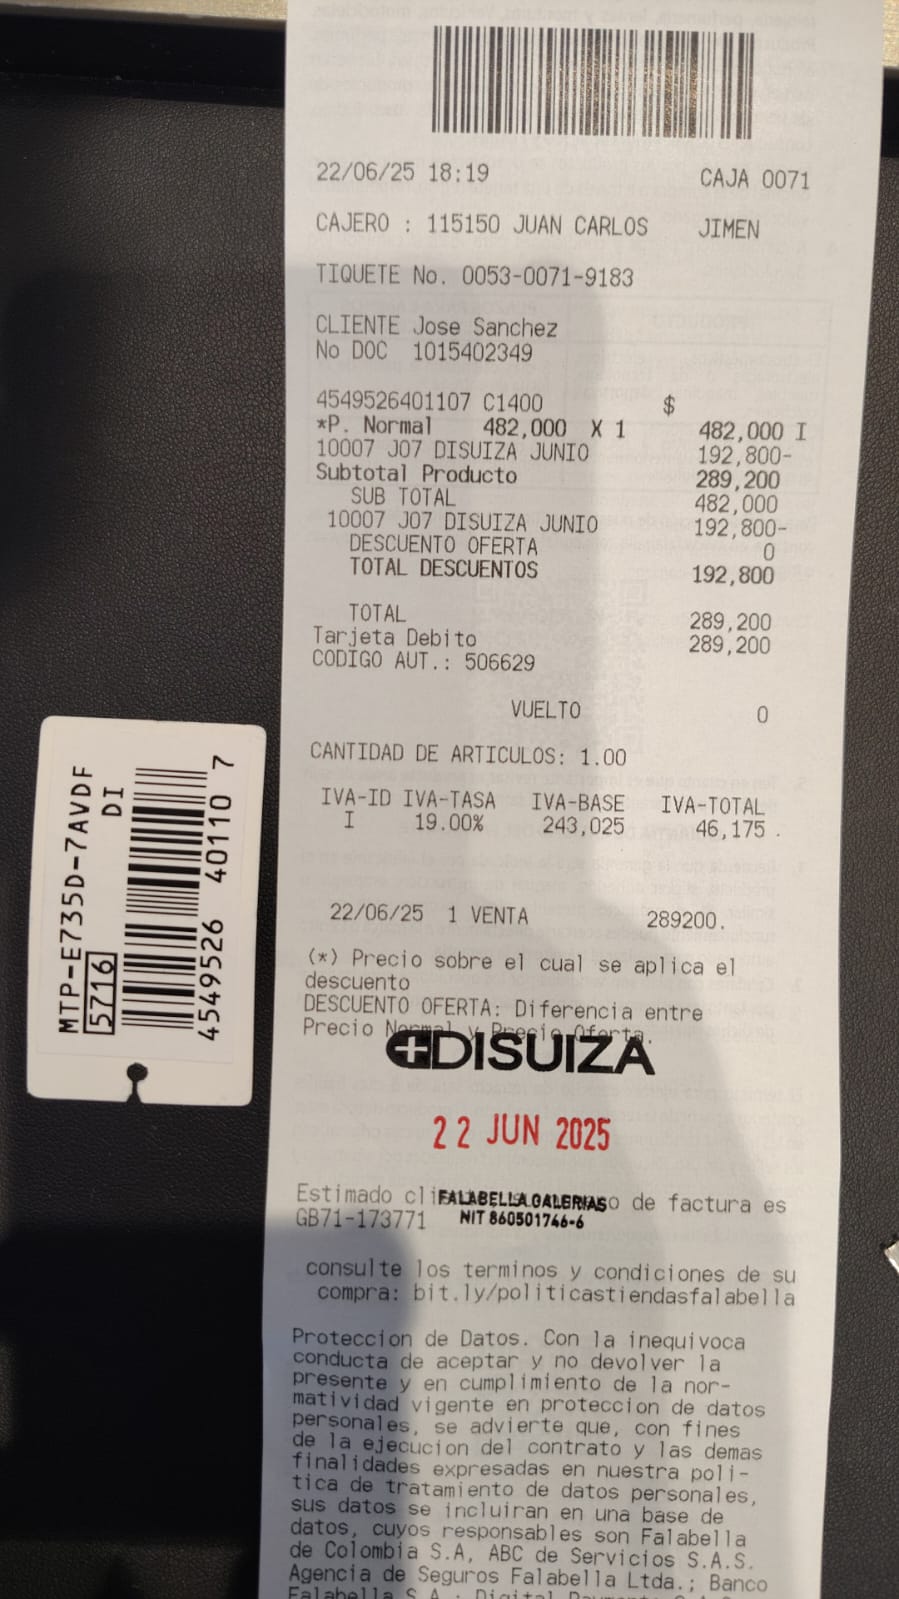 22/06/25 18:19 CAJA 0071
CAJERO : 115150 JUAN CARLOS JIMEN
TIQUETE No. 0053-0071-9183
CLIENTE Jose Sanchez
No DOC 1015402349
4549526401107 C1400 $
*P. Normal 482,000 X 1 482,000 I
10007 J07 DISUIZA JUNIO 192,800-
Subtotal Producto 289,200
SUB TOTAL 482,000
10007 J07 DISUIZA JUNIO 192,800-
DESCUENTO OFERTA 0
TOTAL DESCUENTOS 192,800
TOTAL 289,200
Tarjeta Debito 289,200
CODIGO AUT.: 506629
VUELTO 0
CANTIDAD DE ARTICULOS: 1.00
IVA-ID IVA-TASA IVA-BASE IVA-TOTAL
I 19.00% 243,025 46,175 .
22/06/25 1 VENTA 289200.
(*) Precio sobre el cual se aplica el
descuento
DESCUENTO OFERTA: Diferencia entre
Precio Normal y Precio Oferta.
DISUIZA
22 JUN 2025
Estimado de factura es
FALABELLA GALERIAS
GB71-173771
NIT 860501746-6
consulte los terminos y condiciones de su
compra: bit.ly/politicastiendasfalabella
Proteccion de Datos. Con la inequivoca
conducta de aceptar y no devolver la
presente y en cumplimiento de la nor-
matividad vigente en proteccion de datos
personales, se advierte que, con fines
de la ejecucion del contrato y las demas
finalidades expresadas en nuestra poli-
tica de tratamiento de datos personales,
sus datos se incluiran en una base de
datos, cuyos responsables son Falabella
de Colombia S.A, ABC de Servicios S.A.S.
Agencia de Seguros Falabella Ltda.; Banco
Falabella S.A.; Digital
MTP-E735D-7AVDF
DI
5716
4549526 40110 7